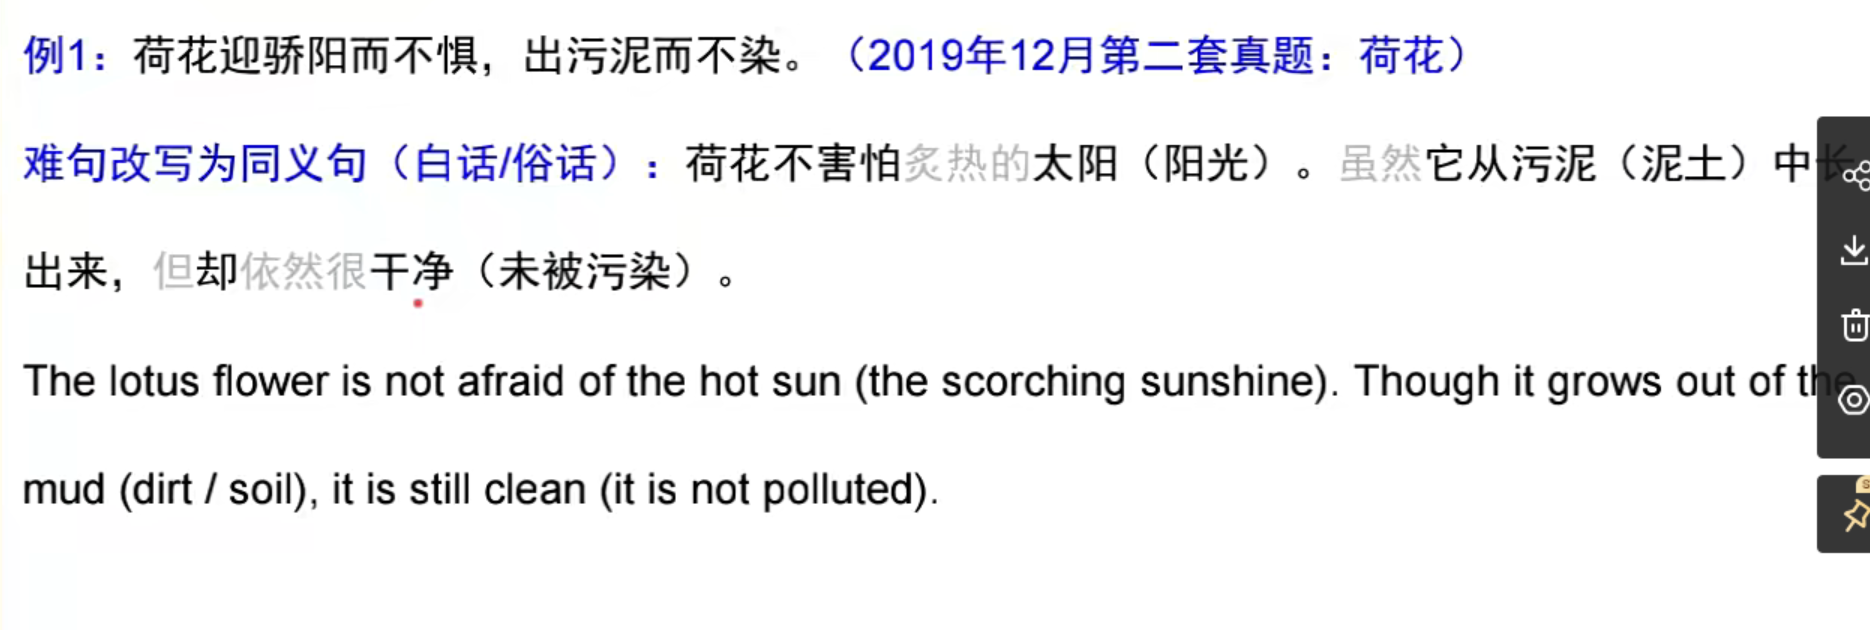 例1：荷花迎骄阳而不惧，出污泥而不染。（2019年12月第二套真题：荷花）
难句改写为同义句（白话/俗话）：荷花不害怕炙热的太阳（阳光）。虽然它从污泥（泥土）中长
出来，但却依然很干净（未被污染）。
The lotus flower is not afraid of the hot sun (the scorching sunshine). Though it grows out of the
mud (dirt / soil), it is still clean (it is not polluted).